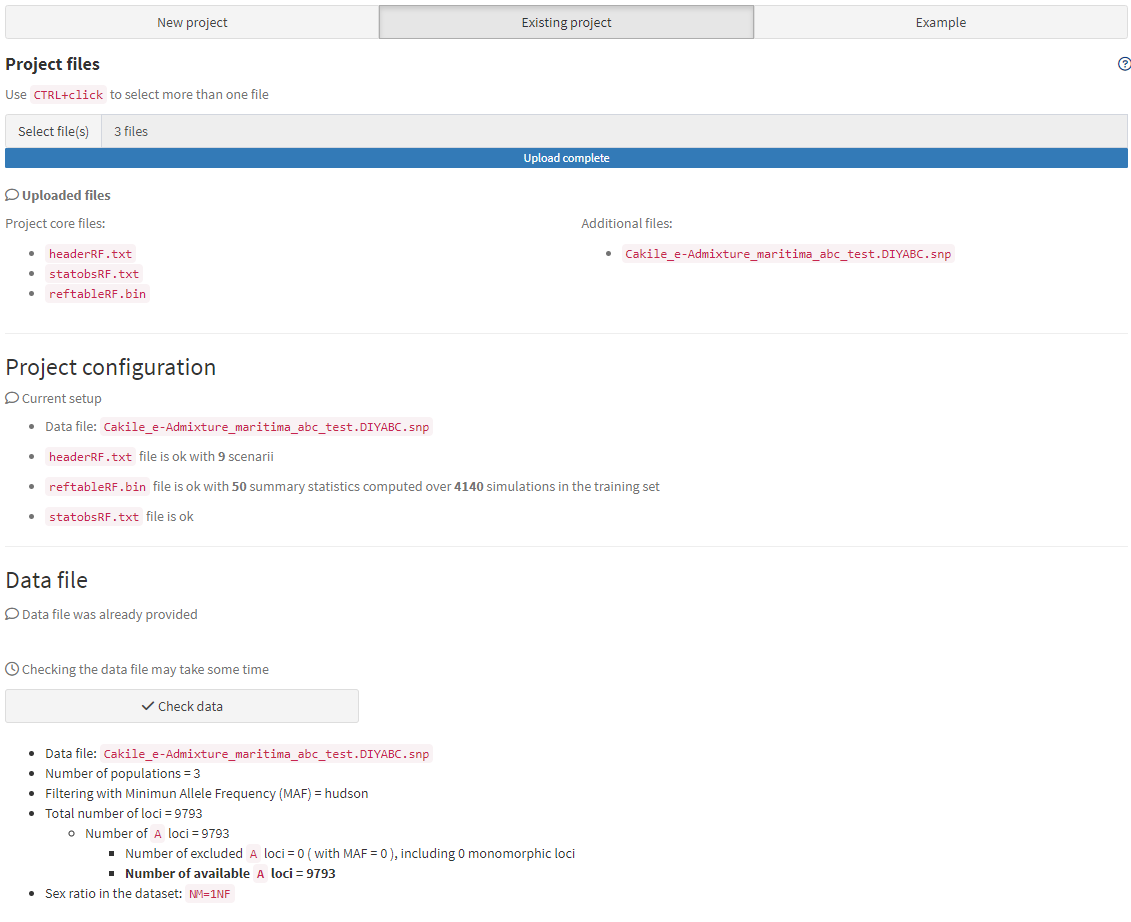 New project
Existing project
Example
Project files
Use CTRL+click to select more than one file
Select file(s)
3 files
Upload complete
Uploaded files
Project core files:
headerRF.txt
statobsRF.txt
reftableRF.bin
Additional files:
Cakile_e-Admixture_maritima_abc_test.DIYABC.snp
Project configuration
Current setup
Data file: Cakile_e-Admixture_maritima_abc_test.DIYABC.snp
headerRF.txt file is ok with 9 scenarii
reftableRF.bin file is ok with 50 summary statistics computed over 4140 simulations in the training set
statobsRF.txt file is ok
Data file
Data file was already provided
Checking the data file may take some time
Check data
Data file: Cakile_e-Admixture_maritima_abc_test.DIYABC.snp
Number of populations = 3
Filtering with Minimun Allele Frequency (MAF) = hudson
Total number of loci = 9793
Number of A loci = 9793
Number of excluded A loci = 0 ( with MAF = 0 ), including 0 monomorphic loci
Number of available A loci = 9793
Sex ratio in the dataset: NM=1NF